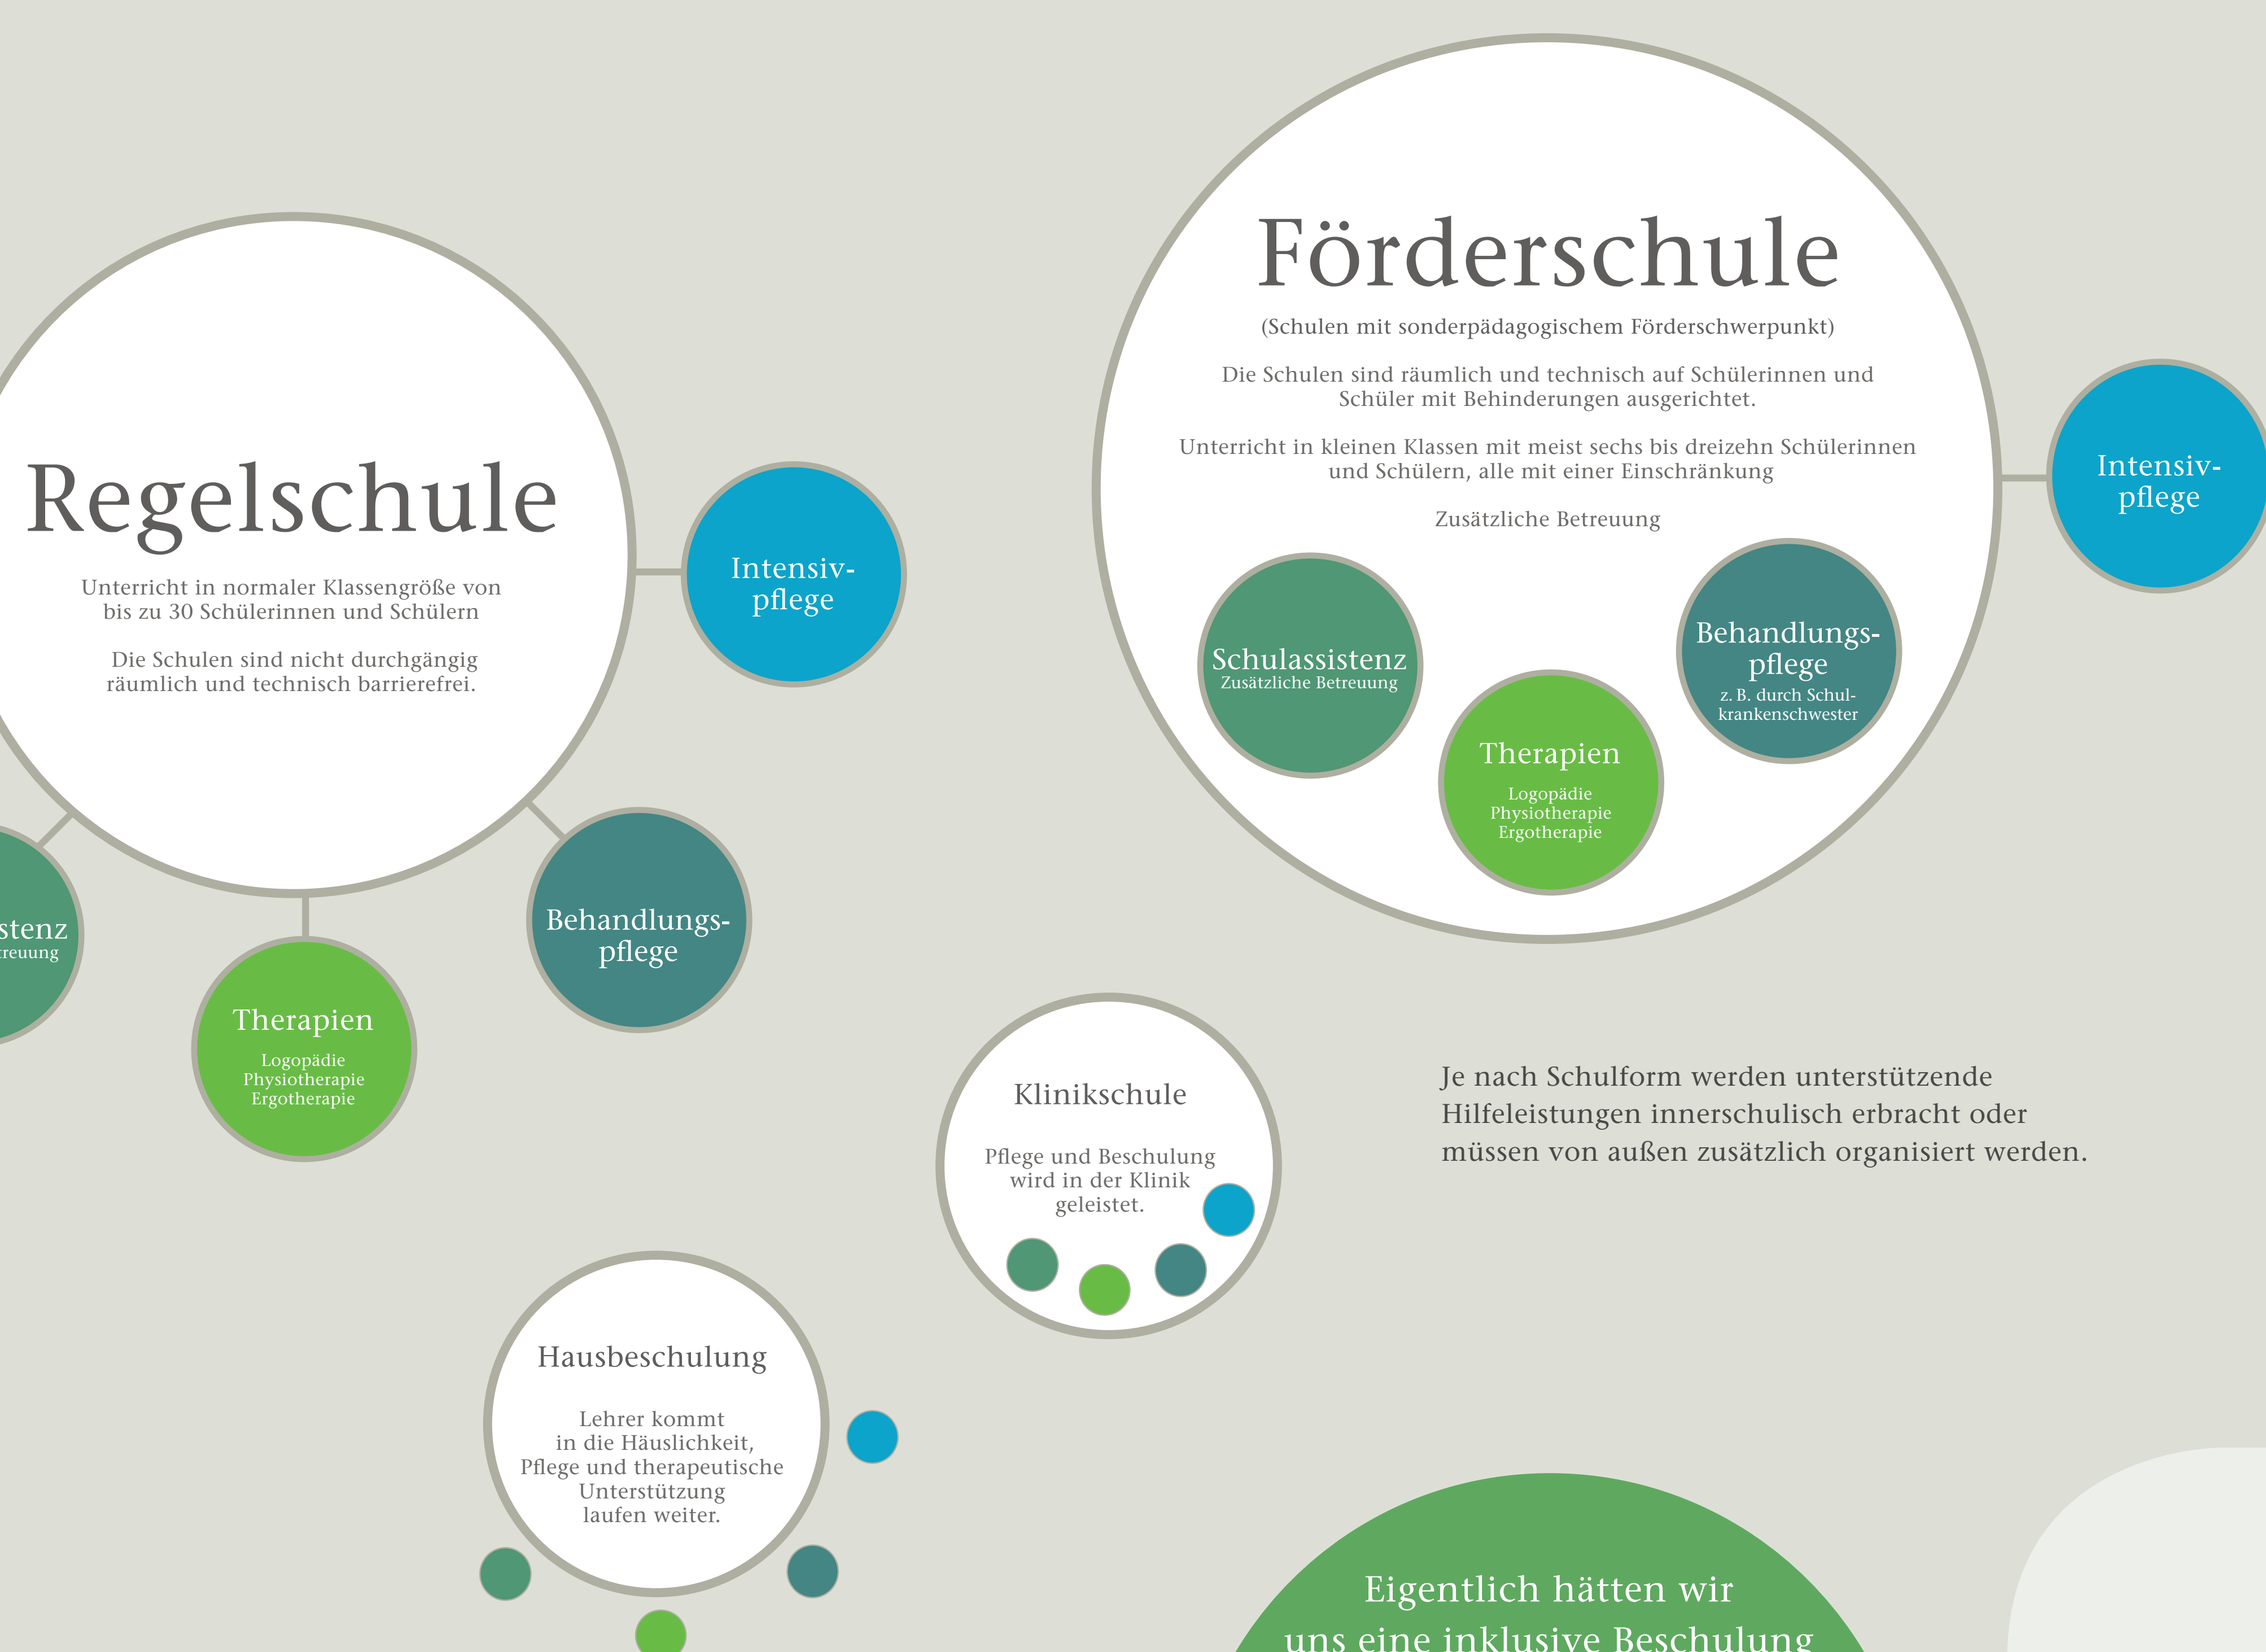 Regelschule
Unterricht in normaler Klassengröße von
bis zu 30 Schülerinnen und Schülern
Die Schulen sind nicht durchgängig
räumlich und technisch barrierefrei.
Intensiv-
pflege
stenz
treuung
Therapien
Logopädie
Physiotherapie
Ergotherapie
Behandlungs-
pflege
Förderschule
(Schulen mit sonderpädagogischem Förderschwerpunkt)
Die Schulen sind räumlich und technisch auf Schülerinnen und
Schüler mit Behinderungen ausgerichtet.
Unterricht in kleinen Klassen mit meist sechs bis dreizehn Schülerinnen
und Schülern, alle mit einer Einschränkung
Zusätzliche Betreuung
Schulassistenz
Zusätzliche Betreuung
Therapien
Logopädie
Physiotherapie
Ergotherapie
Behandlungs-
pflege
z. B. durch Schul-
krankenschwester
Intensiv-
pflege
Klinikschule
Pflege und Beschulung
wird in der Klinik
geleistet.
Je nach Schulform werden unterstützende
Hilfeleistungen innerschulisch erbracht oder
müssen von außen zusätzlich organisiert werden.
Hausbeschulung
Lehrer kommt
in die Häuslichkeit,
Pflege und therapeutische
Unterstützung
laufen weiter.
Eigentlich hätten wir
uns eine inklusive Beschulung